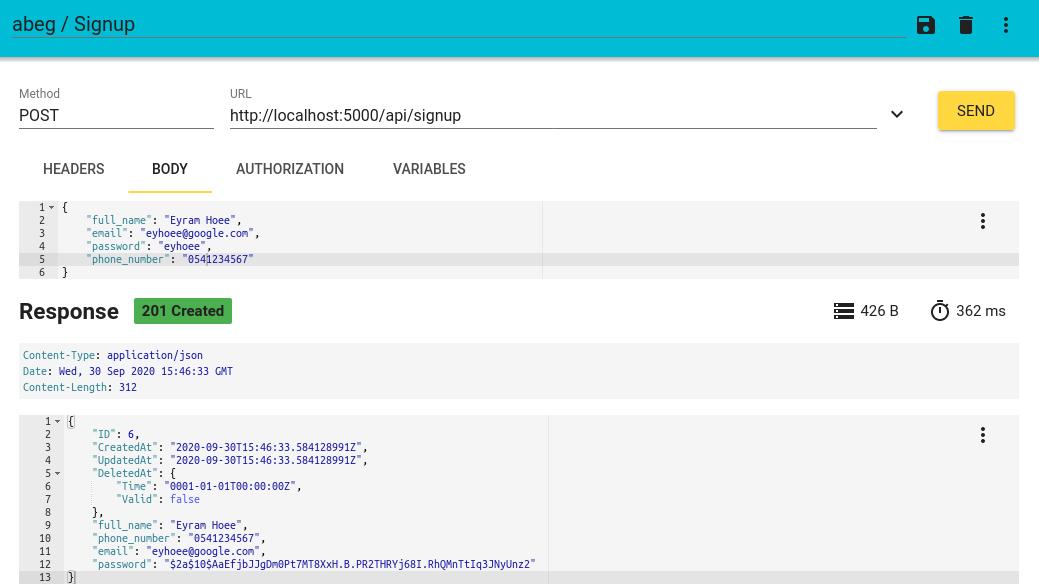 abeg / Signup
Method
URL
POST
http://localhost:5000/api/signup
SEND
HEADERS
BODY
AUTHORIZATION
VARIABLES
1 {
2 "full_name": "Eyram Hoee",
3 "email": "eyhoee@google.com",
4 "password": "eyhoee",
5 "phone_number": "0541234567"
6 }
Response
201 Created
426 B
362 ms
Content-Type: application/json
Date: Wed, 30 Sep 2020 15:46:33 GMT
Content-Length: 312
1 {
2 "ID": 6,
3 "CreatedAt": "2020-09-30T15:46:33.584128991Z",
4 "UpdatedAt": "2020-09-30T15:46:33.584128991Z",
5 "DeletedAt": {
6 "Time": "0001-01-01T00:00:00Z",
7 "Valid": false
8 },
9 "full_name": "Eyram Hoee",
10 "phone_number": "0541234567",
11 "email": "eyhoee@google.com",
12 "password": "$2a$10$AaEfjbJJgDm0Pt7MT8XxH.B.PR2THRYj68I.RhQMnTtIq3JNyUnz2"
13 }